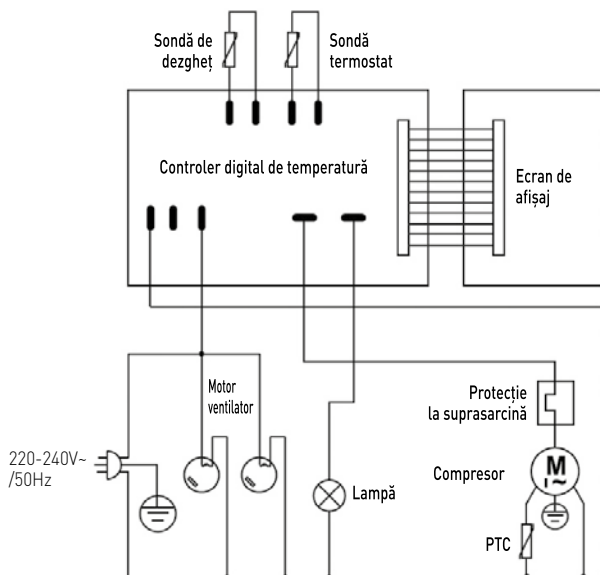 Sondă de
dezgheț
Sondă
termostat
Controler digital de temperatură
Ecran de
afișaj
Motor
ventilator
Protecție
la suprasarcină
220-240V~
/50Hz
M
I ~
Compresor
Lampă
PTC